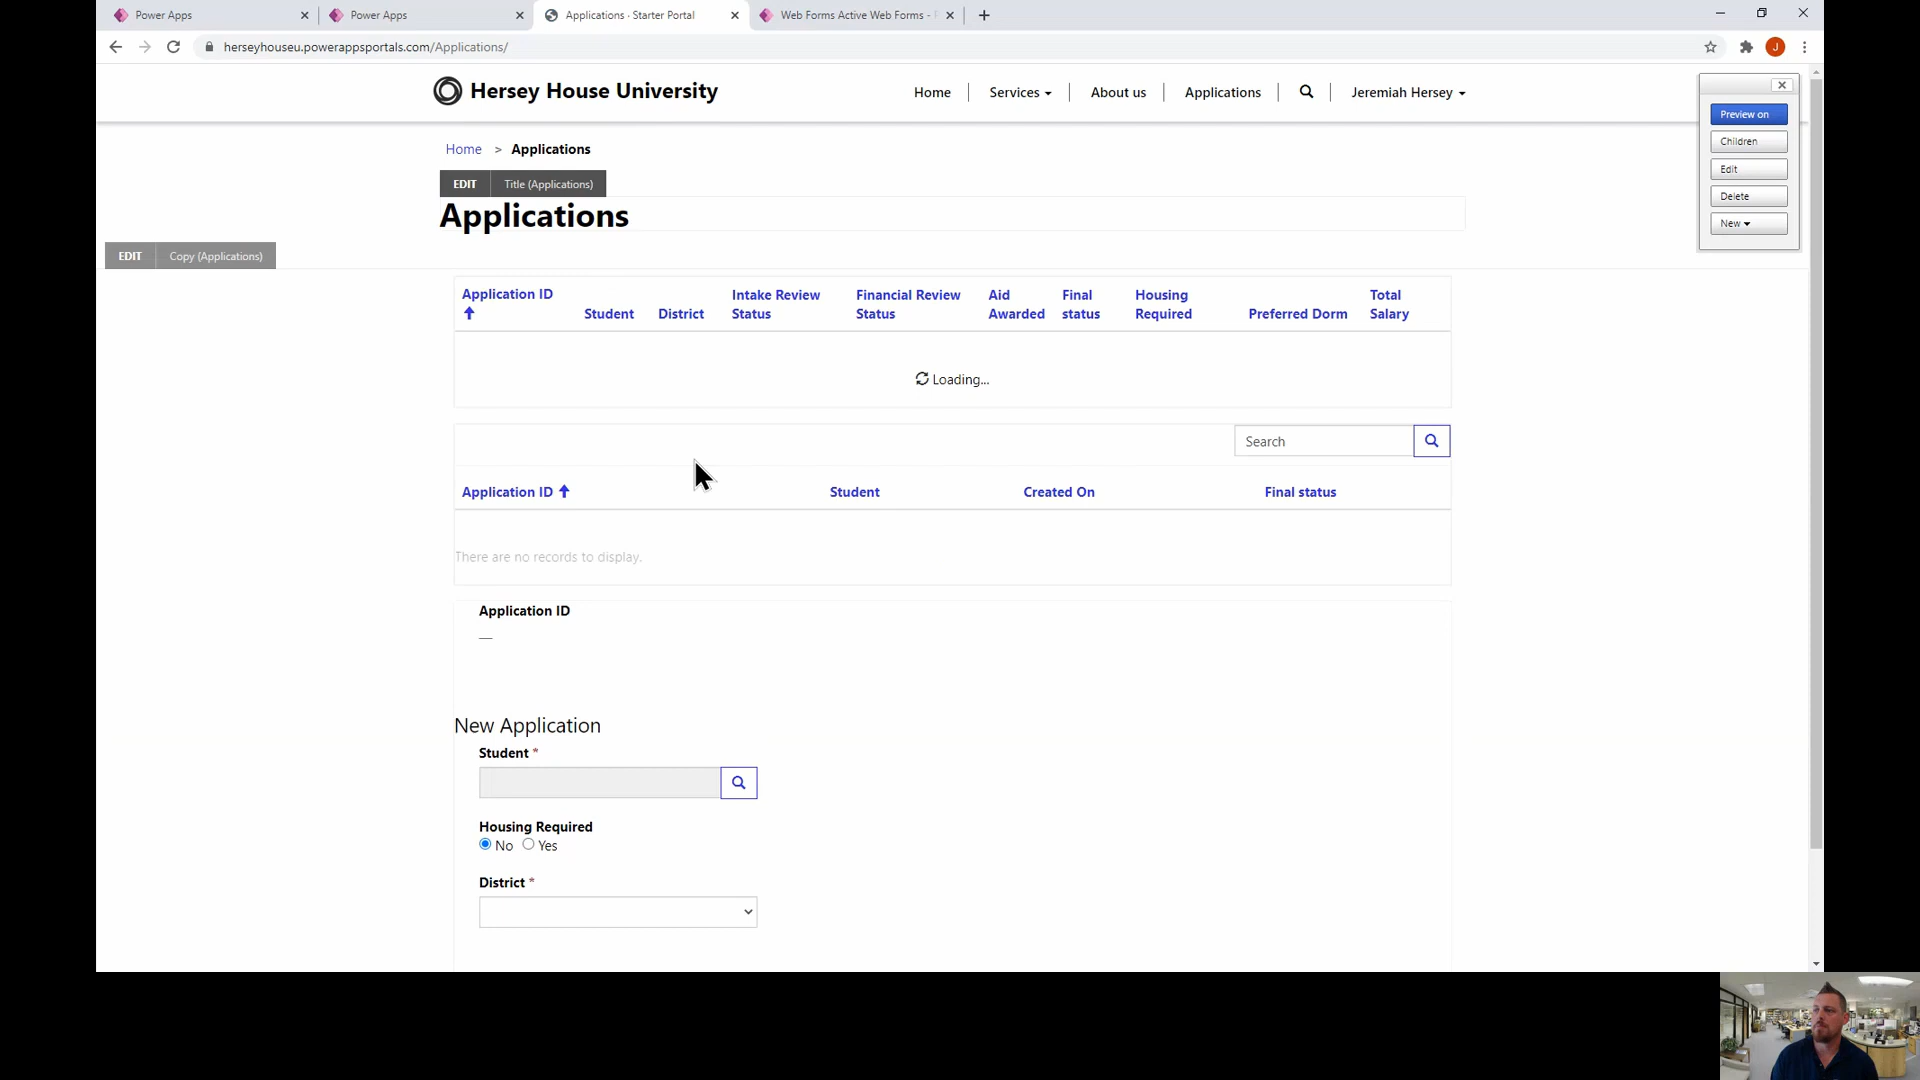 Power Apps
Power Apps
Applications · Starter Portal
Web Forms Active Web Forms -
herseyhouseu.powerappsportals.com/Applications/
J
Hersey House University
Home
Services
About us
Applications
Jeremiah Hersey
Preview on
Children
Edit
Delete
New
Home > Applications
EDIT Title (Applications)
Applications
EDIT Copy (Applications)
Application ID
Student
District
Intake Review
Status
Financial Review
Status
Aid
Awarded
Final
status
Housing
Required
Preferred Dorm
Total
Salary
Loading...
Search
Application ID
Student
Created On
Final status
There are no records to display.
Application ID
—
New Application
Student *
Housing Required
No Yes
District *